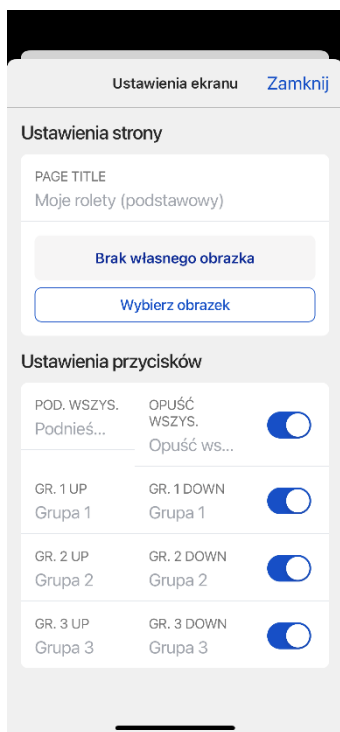 Ustawienia ekranu Zamknij
Ustawienia strony
PAGE TITLE
Moje rolety (podstawowy)
Brak własnego obrazka
Wybierz obrazek
Ustawienia przycisków
POD. WSZYS.
Podnieś...
OPUŚĆ
WSZYS.
Opuść ws...
GR. 1 UP GR. 1 DOWN
Grupa 1 Grupa 1
GR. 2 UP GR. 2 DOWN
Grupa 2 Grupa 2
GR. 3 UP GR. 3 DOWN
Grupa 3 Grupa 3